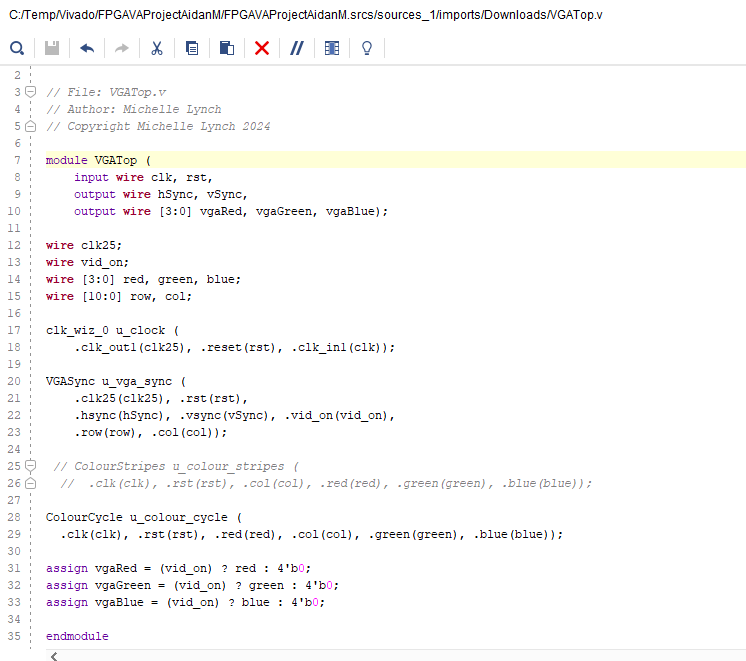 C:/Temp/Vivado/FPGAVAProjectAidanM/FPGAVAProjectAidanM.srcs/sources_1/imports/Downloads/VGATop.v
2
3 // File: VGATop.v
4 // Author: Michelle Lynch
5 // Copyright Michelle Lynch 2024
6
7 module VGATop (
8 input wire clk, rst,
9 output wire hSync, vSync,
10 output wire [3:0] vgaRed, vgaGreen, vgaBlue);
11
12 wire clk25;
13 wire vid_on;
14 wire [3:0] red, green, blue;
15 wire [10:0] row, col;
16
17 clk_wiz_0 u_clock (
18 .clk_out1(clk25), .reset(rst), .clk_in1(clk));
19
20 VGASync u_vga_sync (
21 .clk25(clk25), .rst(rst),
22 .hsync(hSync), .vsync(vSync), .vid_on(vid_on),
23 .row(row), .col(col));
24
25 // ColourStripes u_colour_stripes (
26 // .clk(clk), .rst(rst), .col(col), .red(red), .green(green), .blue(blue));
27
28 ColourCycle u_colour_cycle (
29 .clk(clk), .rst(rst), .red(red), .col(col), .green(green), .blue(blue));
30
31 assign vgaRed = (vid_on) ? red : 4'b0;
32 assign vgaGreen = (vid_on) ? green : 4'b0;
33 assign vgaBlue = (vid_on) ? blue : 4'b0;
34
35 endmodule